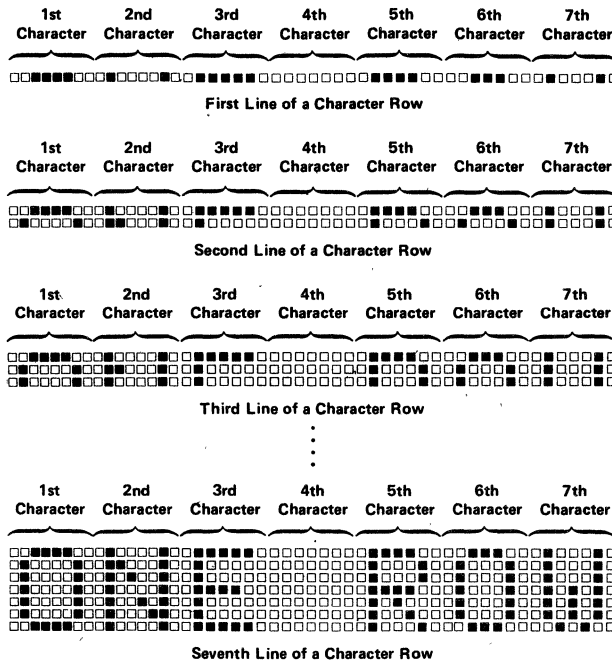 1st 2nd 3rd 4th 5th 6th 7th
Character Character Character Character Character Character Character
First Line of a Character Row
1st 2nd 3rd 4th 5th 6th 7th
Character Character Character Character Character Character Character
Second Line of a Character Row
1st 2nd 3rd 4th 5th 6th 7th
Character Character Character Character Character Character Character
Third Line of a Character Row
1st 2nd 3rd 4th 5th 6th 7th
Character Character Character Character Character Character Character
Seventh Line of a Character Row